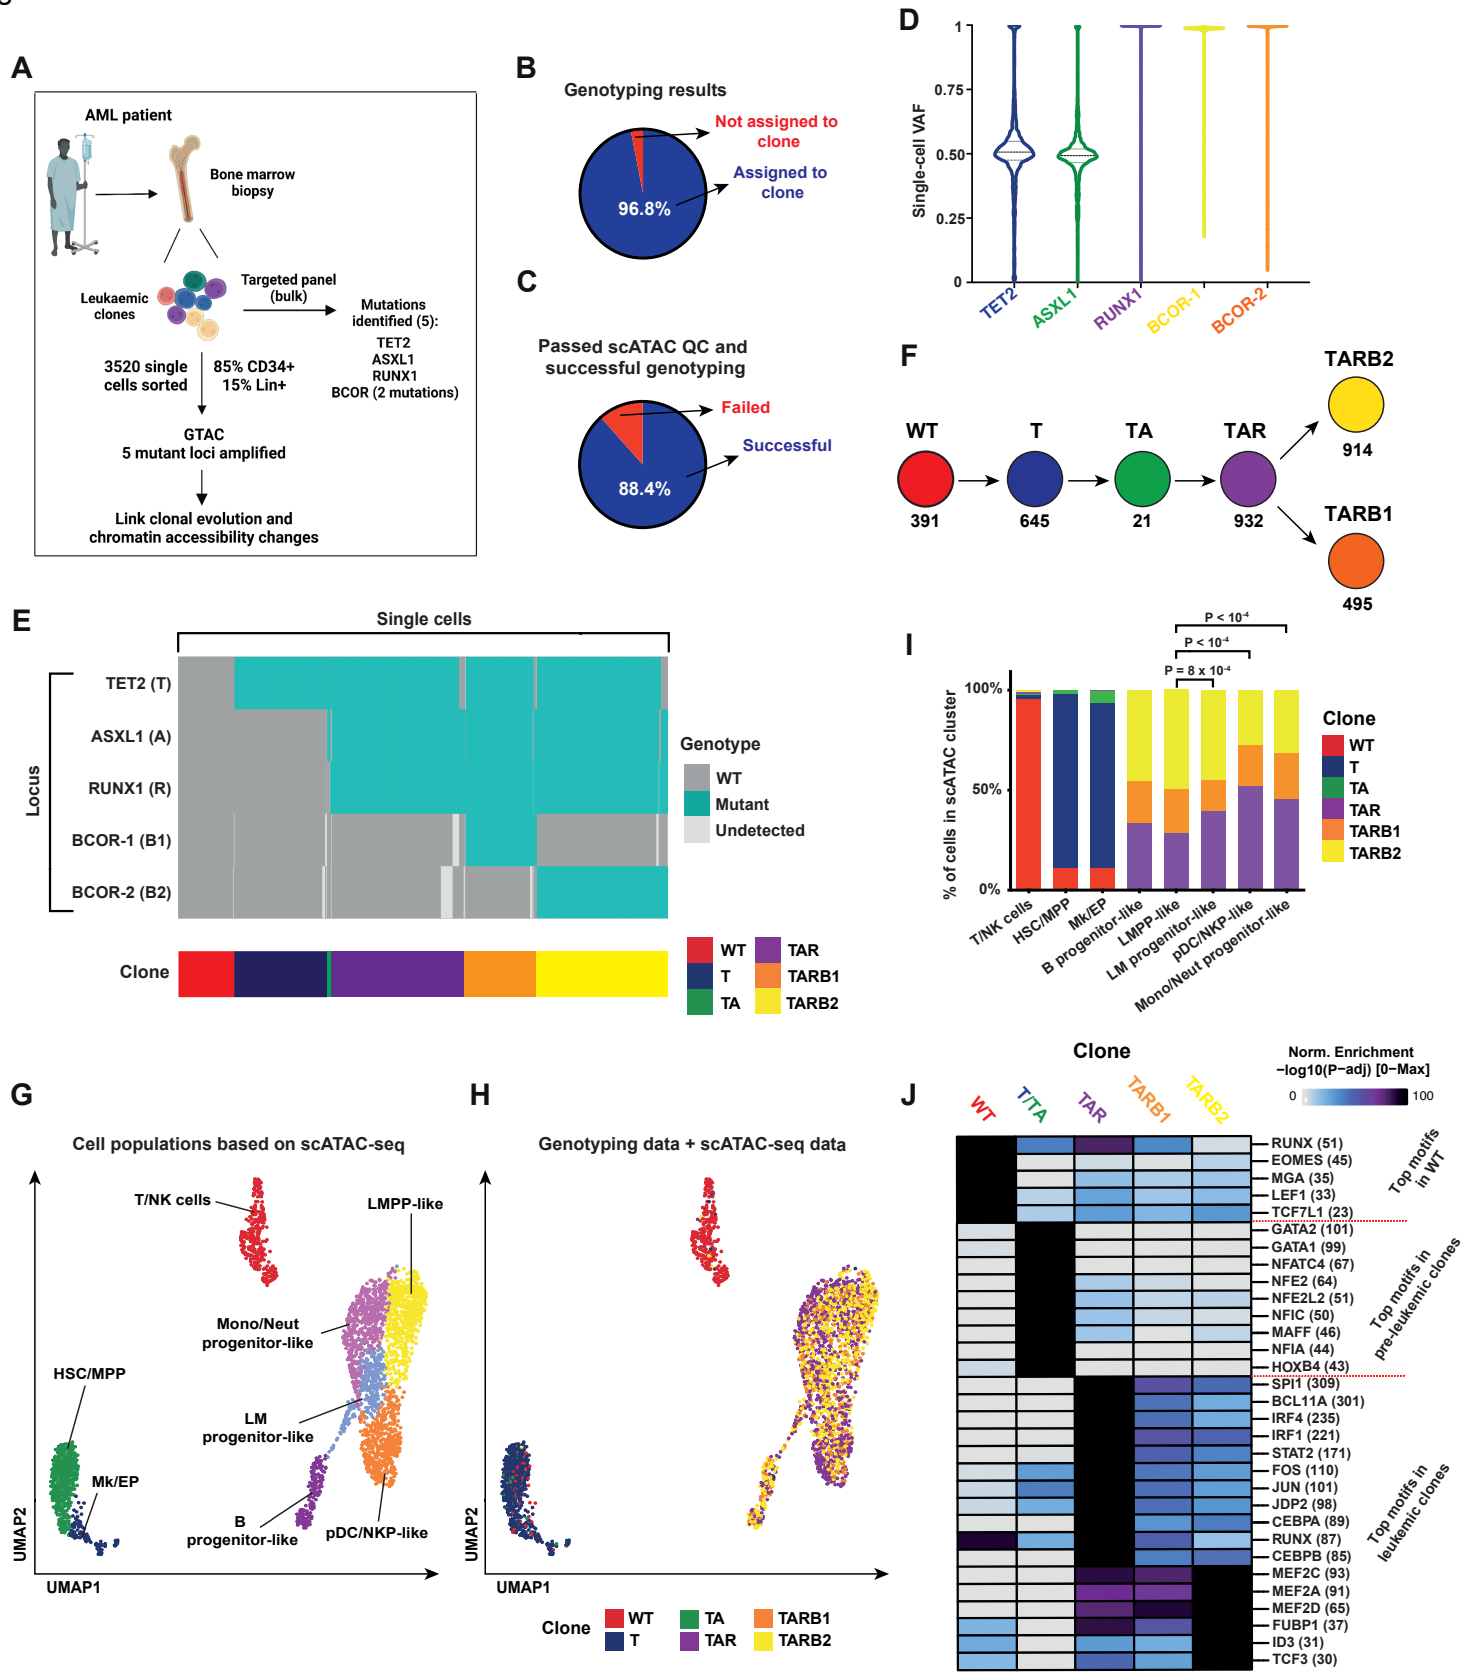 A
AML patient
Bone marrow
biopsy
Leukaemic
clones
Targeted panel
(bulk)
Mutations
identified (5):
TET2
ASXL1
RUNX1
BCOR (2 mutations)
3520 single
cells sorted
85% CD34+
15% Lin+
GTAC
5 mutant loci amplified
Link clonal evolution and
chromatin accessibility changes
B
Genotyping results
Not assigned to
clone
Assigned to
clone
96.8%
C
Passed scATAC QC and
successful genotyping
Failed
Successful
88.4%
D
Single-cell VAF
1
0.75
0.50
0.25
0
TET2
ASXL1
RUNX1
BCOR-1
BCOR-2
F
WT
391
T
645
TA
21
TAR
932
TARB2
914
TARB1
495
E
Single cells
Locus
TET2 (T)
ASXL1 (A)
RUNX1 (R)
BCOR-1 (B1)
BCOR-2 (B2)
Genotype
WT
Mutant
Undetected
Clone
WT
T
TA
TAR
TARB1
TARB2
I
P < 10-4
P < 10-4
P = 8 x 10-4
% of cells in scATAC cluster
100%
50%
0%
T/NK cells
HSC/MPP
Mk/EP
B progenitor-like
LMPP-like
LM progenitor-like
pDC/NKP-like
Mono/Neut progenitor-like
Clone
WT
T
TA
TAR
TARB1
TARB2
G
Cell populations based on scATAC-seq
T/NK cells
LMPP-like
Mono/Neut
progenitor-like
HSC/MPP
LM
progenitor-like
Mk/EP
B
progenitor-like
pDC/NKP-like
UMAP2
UMAP1
H
Genotyping data + scATAC-seq data
UMAP2
UMAP1
Clone
WT
T
TA
TAR
TARB1
TARB2
J
Clone
WT
T/TA
TAR
TARB1
TARB2
Norm. Enrichment
−log10(P−adj) [0−Max]
0
100
RUNX (51)
EOMES (45)
MGA (35)
LEF1 (33)
TCF7L1 (23)
GATA2 (101)
GATA1 (99)
NFATC4 (67)
NFE2 (64)
NFE2L2 (51)
NFIC (50)
MAFF (46)
NFIA (44)
HOXB4 (43)
SPI1 (309)
BCL11A (301)
IRF4 (235)
IRF1 (221)
STAT2 (171)
FOS (110)
JUN (101)
JDP2 (98)
CEBPA (89)
RUNX (87)
CEBPB (85)
MEF2C (93)
MEF2A (91)
MEF2D (65)
FUBP1 (37)
ID3 (31)
TCF3 (30)
Top motifs
in WT
Top motifs in
pre-leukemic clones
Top motifs in
leukemic clones